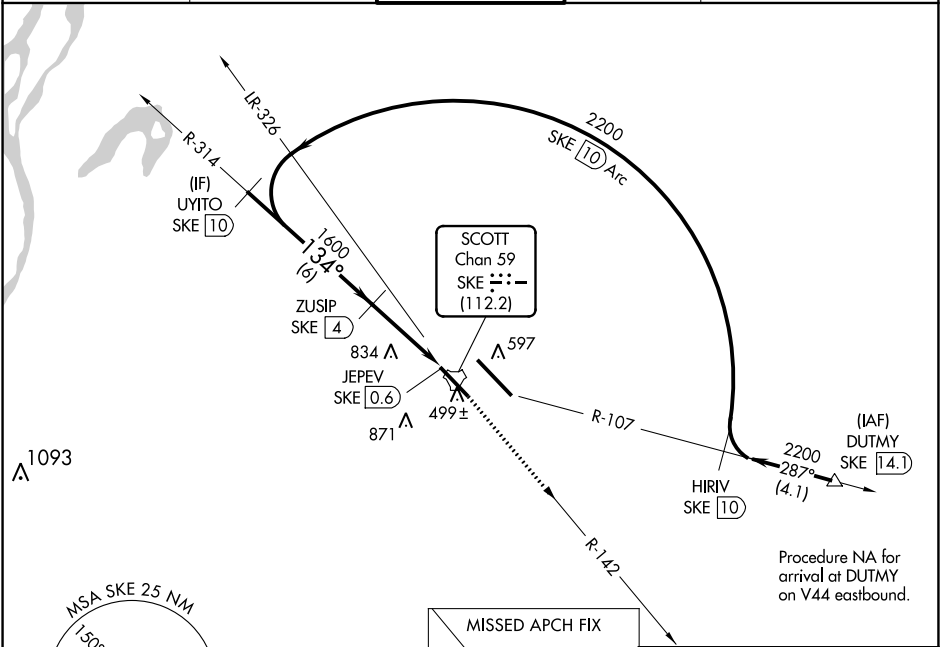 2200
SKE 10 Arc
LR-326
R-314
(IF)
UYITO
SKE 10
1600
134°
(6)
ZUSIP
SKE 4
SCOTT
Chan 59
SKE
(112.2)
834
597
JEPEV
SKE 0.6
499±
871
R-107
(IAF)
DUTMY
SKE 14.1
2200
287°
(4.1)
HIRIV
SKE 10
1093
R-142
Procedure NA for
arrival at DUTMY
on V44 eastbound.
MSA SKE 25 NM
MISSED APCH FIX